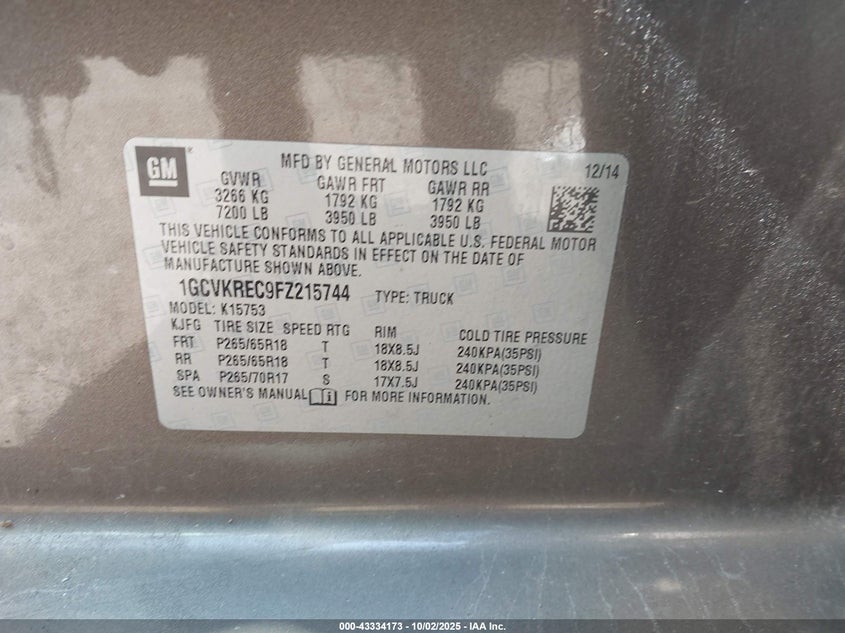 GM
MFD BY GENERAL MOTORS LLC 12/14
GVWR GAWR FRT GAWR RR
3266 KG 1792 KG 1792 KG
7200 LB 3950 LB 3950 LB
THIS VEHICLE CONFORMS TO ALL APPLICABLE U.S. FEDERAL MOTOR
VEHICLE SAFETY STANDARDS IN EFFECT ON THE DATE OF
MANUFACTURE SHOWN ABOVE.
1GCVKREC9FZ215744 TYPE: TRUCK
MODEL: K15753
KJFG TIRE SIZE SPEED RTG RIM COLD TIRE PRESSURE
FRT P265/65R18 T 18X8.5J 240KPA(35PSI)
RR P265/65R18 T 18X8.5J 240KPA(35PSI)
SPA P265/70R17 S 17X7.5J 240KPA(35PSI)
SEE OWNER'S MANUAL FOR MORE INFORMATION.
000-43334173 - 10/02/2025 - IAA Inc.